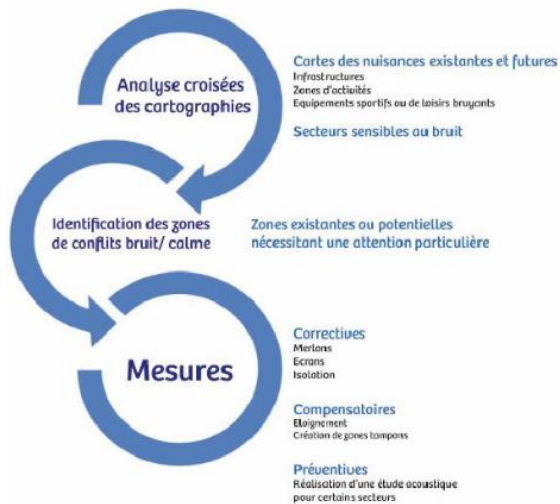 Analyse croisées
des cartographies
Cartes des nuisances existantes et futures
Infrastructures
Zones d'activités
Equipements sportifs ou de loisirs bruyants
Secteurs sensibles au bruit
Identification des zones
de conflits bruit/ calme
Zones existantes ou potentielles
nécessitant une attention particulière
Mesures
Correctives
Merlons
Ecrans
Isolation
Compensatoires
Eloignement
Création de zones tampons
Préventives
Réalisation d'une étude acoustique
pour certains secteurs